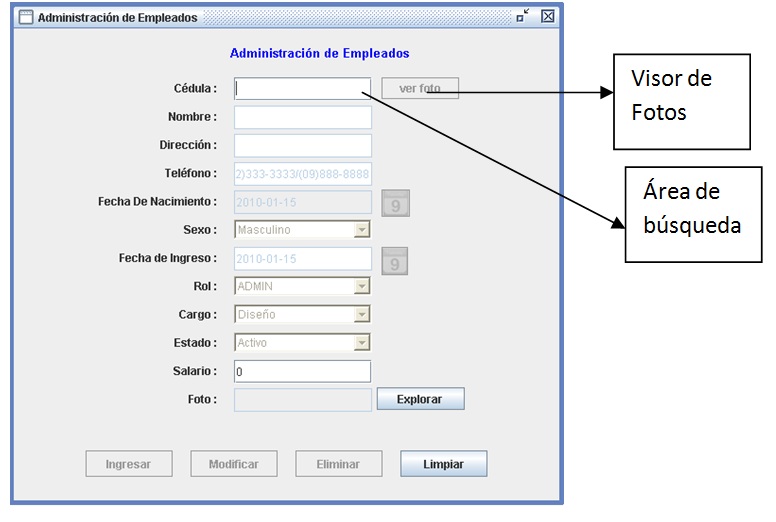 Administración de Empleados
Administración de Empleados
Cédula :
ver foto
Nombre :
Dirección :
Teléfono : 2)333-3333/(09)888-8888
Fecha De Nacimiento : 2010-01-15 9
Sexo : Masculino
Fecha de Ingreso : 2010-01-15 9
Rol : ADMIN
Cargo : Diseño
Estado : Activo
Salario : 0
Foto : Explorar
Ingresar Modificar Eliminar Limpiar
Visor de
Fotos
Área de
búsqueda